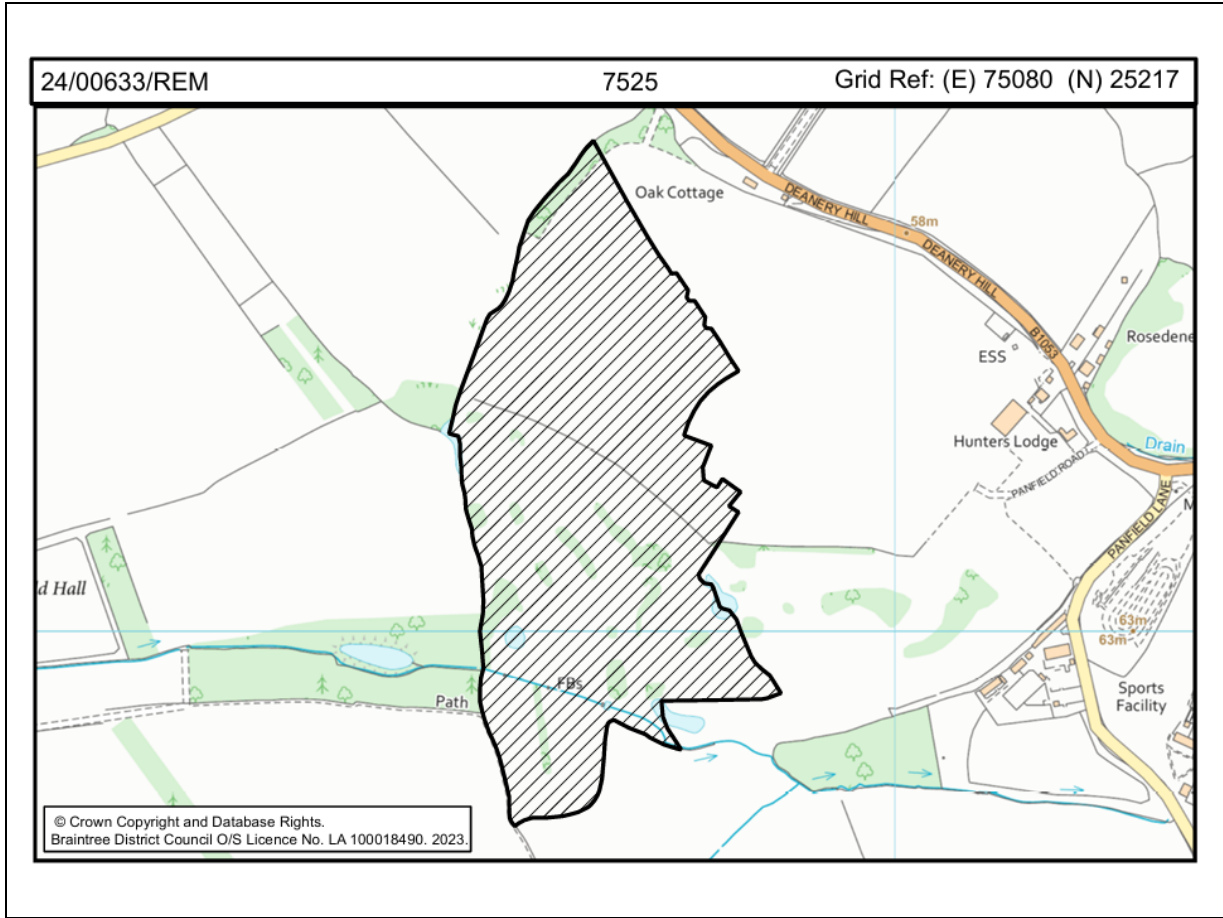 24/00633/REM 7525 Grid Ref: (E) 75080 (N) 25217
Oak Cottage
DEANERY HILL
58m
DEANERY HILL
B1053
Rosedene
ESS
Hunters Lodge
Drain
PANFIELD ROAD
M
PANFIELD LANE
d Hall
63m
63m
FBs
Path
Sports
Facility
© Crown Copyright and Database Rights.
Braintree District Council O/S Licence No. LA 100018490. 2023.